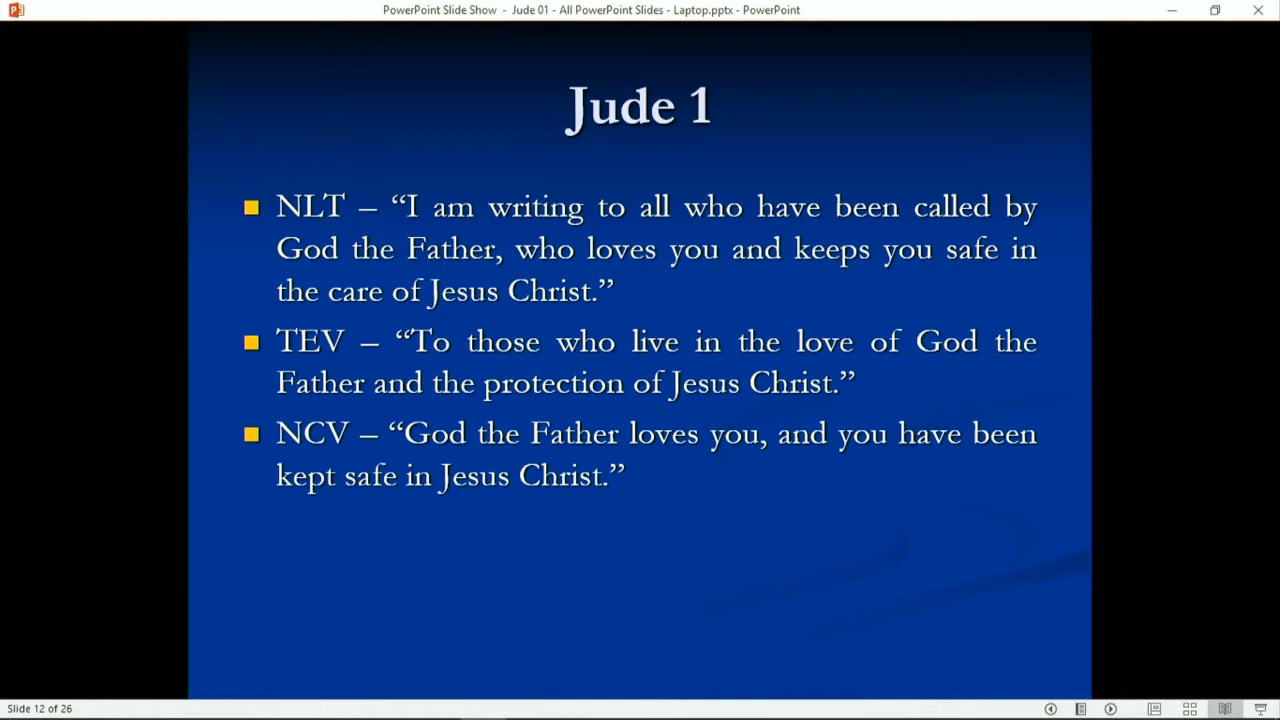 PowerPoint Slide Show - Jude 01 - All PowerPoint Slides - Laptop.pptx - PowerPoint
Jude 1
NLT – “I am writing to all who have been called by
God the Father, who loves you and keeps you safe in
the care of Jesus Christ.”
TEV – “To those who live in the love of God the
Father and the protection of Jesus Christ.”
NCV – “God the Father loves you, and you have been
kept safe in Jesus Christ.”
Slide 12 of 26